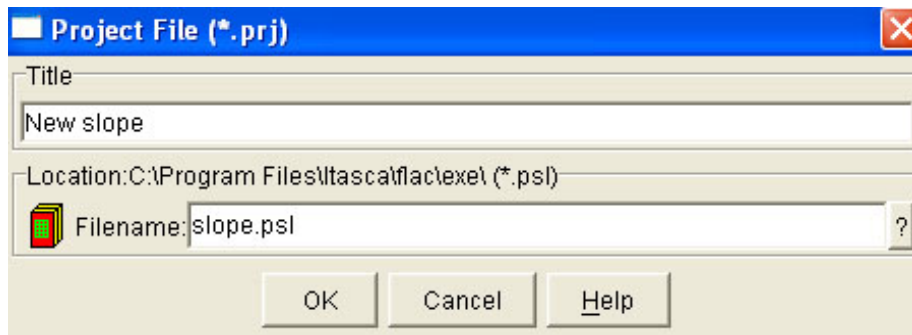 Project File (*.prj)
Title
New slope
Location:C:\Program Files\Itasca\flac\exe\ (*.psl)
Filename: slope.psl ?
OK Cancel Help